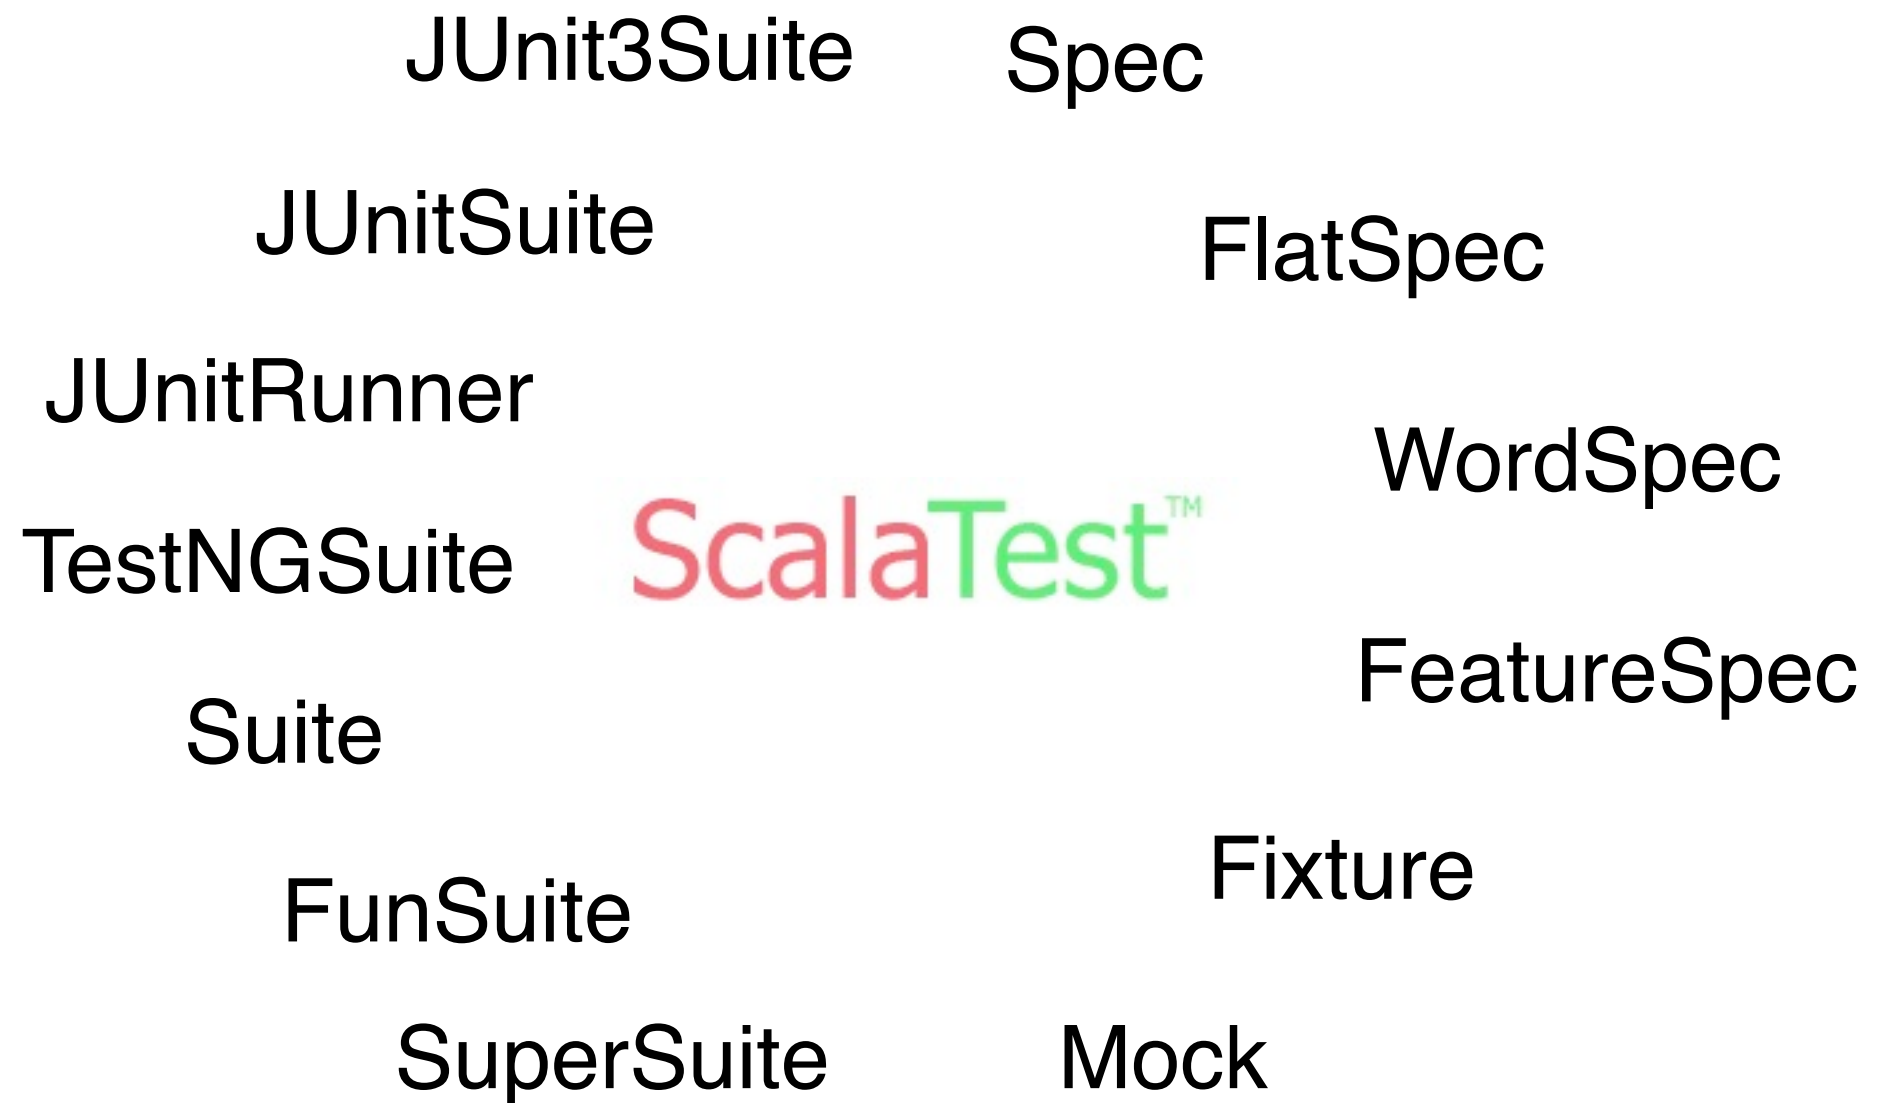 JUnit3Suite
Spec
JUnitSuite
FlatSpec
JUnitRunner
WordSpec
ScalaTest™
TestNGSuite
FeatureSpec
Suite
Fixture
FunSuite
SuperSuite
Mock